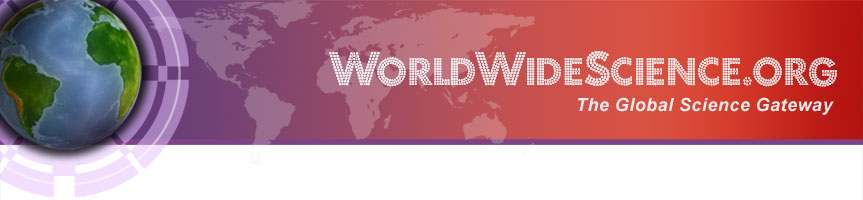 WORLDWIDESCIENCE.ORG
The Global Science Gateway